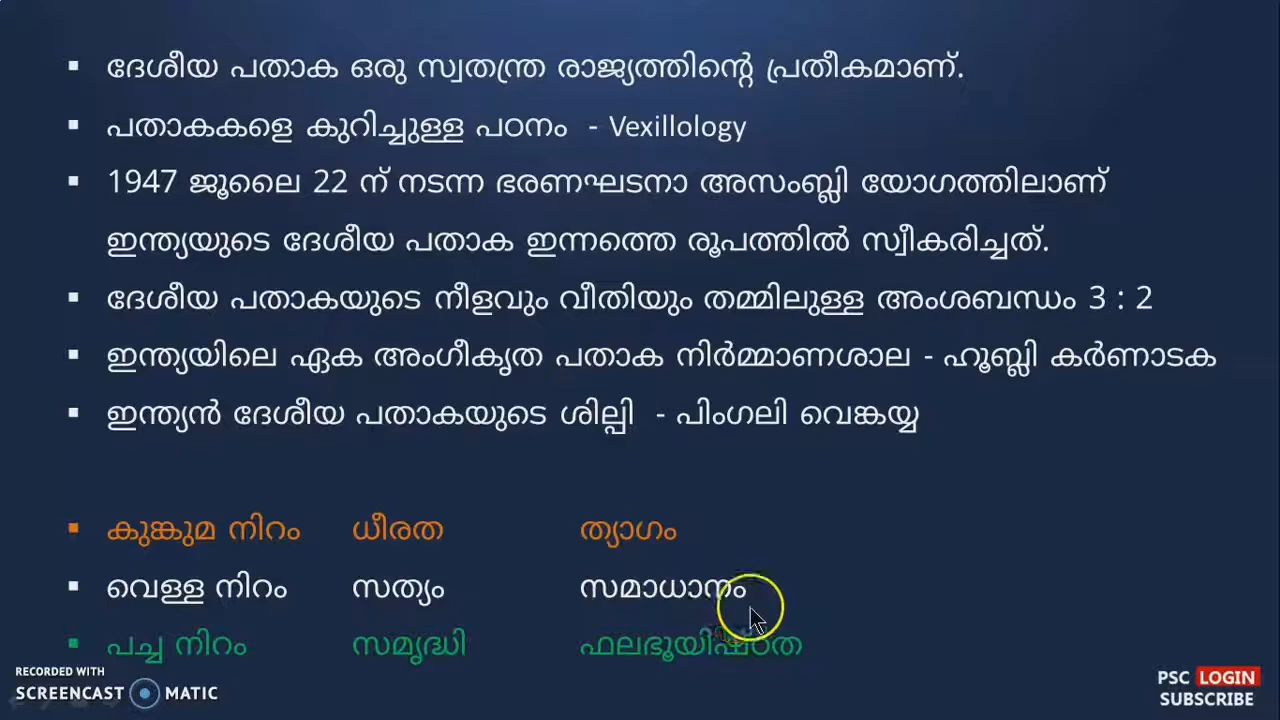 ▪ ദേശീയ പതാക ഒരു സ്വതന്ത്ര രാജ്യത്തിന്റെ പ്രതീകമാണ്.
▪ പതാകകളെ കുറിച്ചുള്ള പഠനം - Vexillology
▪ 1947 ജൂലൈ 22 ന് നടന്ന ഭരണഘടനാ അസംബ്ലി യോഗത്തിലാണ്
ഇന്ത്യയുടെ ദേശീയ പതാക ഇന്നത്തെ രൂപത്തിൽ സ്വീകരിച്ചത്.
▪ ദേശീയ പതാകയുടെ നീളവും വീതിയും തമ്മിലുള്ള അംശബന്ധം 3 : 2
▪ ഇന്ത്യയിലെ ഏക അംഗീകൃത പതാക നിർമ്മാണശാല - ഹൂബ്ലി കർണാടക
▪ ഇന്ത്യൻ ദേശീയ പതാകയുടെ ശില്പി - പിംഗലി വെങ്കയ്യ
▪ കുങ്കുമ നിറം ധീരത ത്യാഗം
▪ വെള്ള നിറം സത്യം സമാധാനം
▪ പച്ച നിറം സമൃദ്ധി ഫലഭൂയിഷ്ഠത
RECORDED WITH
SCREENCAST MATIC
PSC LOGIN
SUBSCRIBE